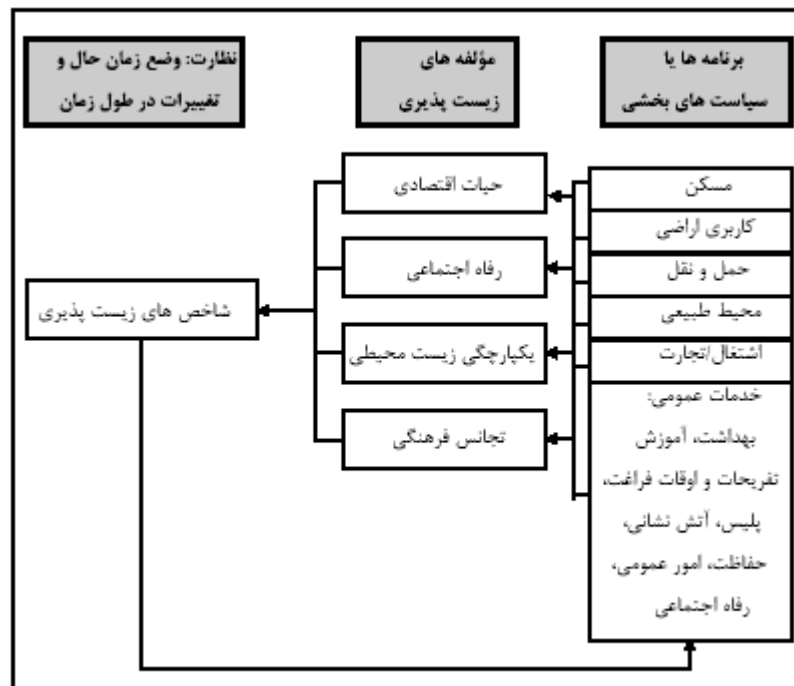 برنامه ها یا
سیاست های بخشی
مؤلفه های
زیست پذیری
نظارت: وضع زمان حال و
تغییرات در طول زمان
مسکن
کاربری اراضی
حمل و نقل
محیط طبیعی
اشتغال/تجارت
خدمات عمومی:
بهداشت، آموزش
تفریحات و اوقات فراغت،
پلیس، آتش نشانی،
حفاظت، امور عمومی،
رفاه اجتماعی
حیات اقتصادی
رفاه اجتماعی
یکپارچگی زیست محیطی
تجانس فرهنگی
شاخص های زیست پذیری